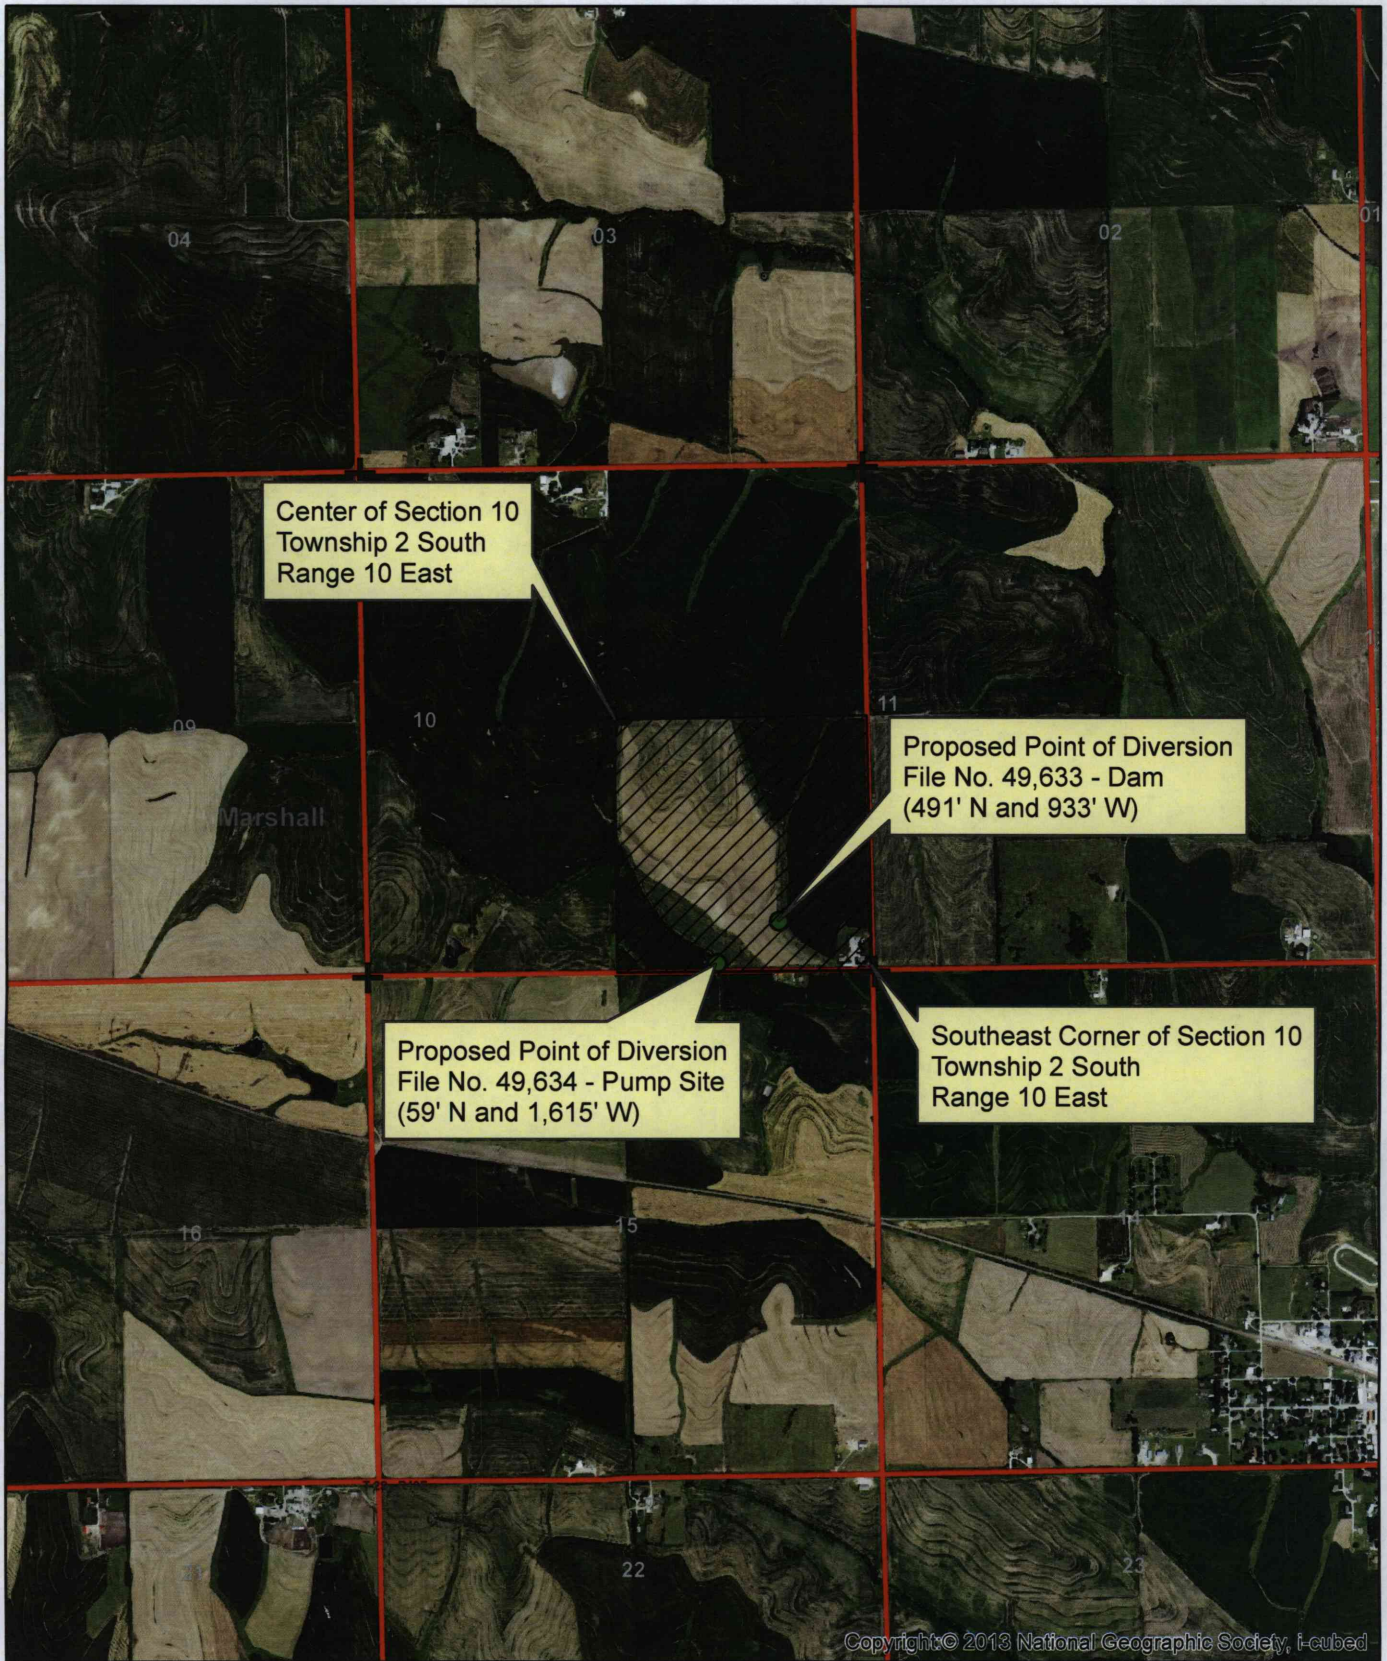 04
03
02
01
Center of Section 10
Township 2 South
Range 10 East
09
10
11
Proposed Point of Diversion
File No. 49,633 - Dam
(491' N and 933' W)
Marshall
Proposed Point of Diversion
File No. 49,634 - Pump Site
(59' N and 1,615' W)
Southeast Corner of Section 10
Township 2 South
Range 10 East
16
15
14
22
23
Copyright:© 2013 National Geographic Society, i-cubed